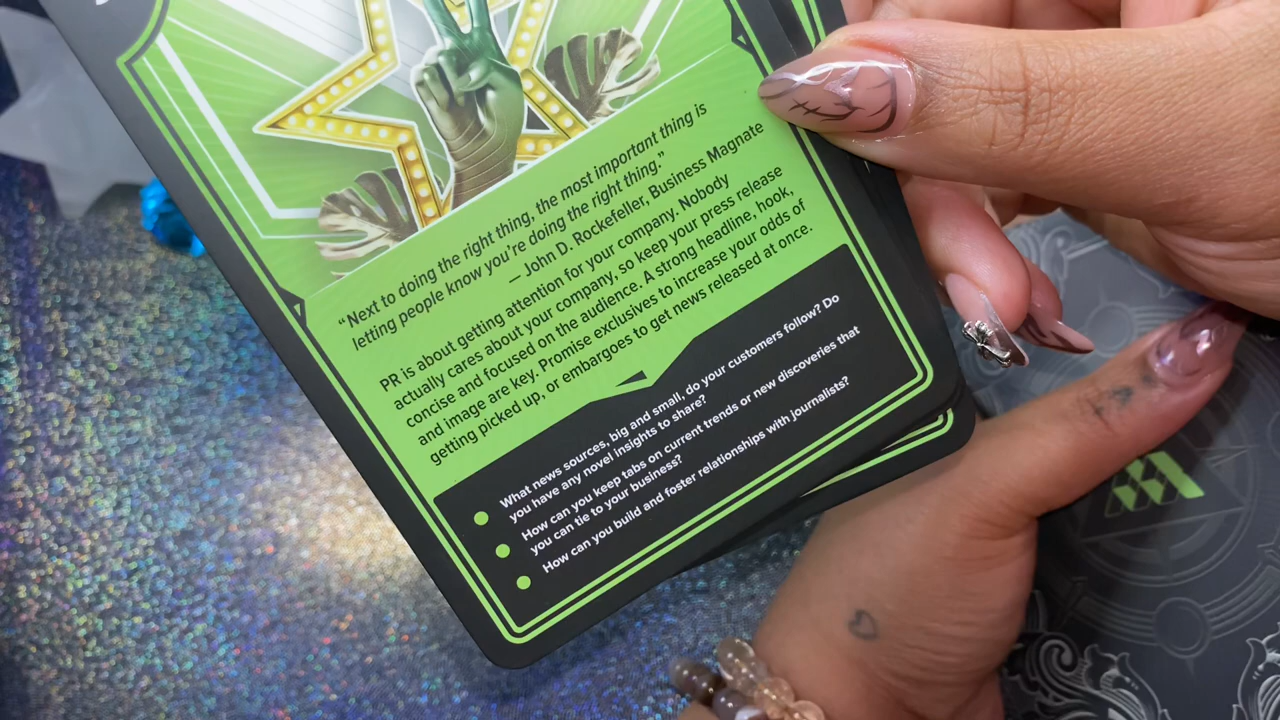 “Next to doing the right thing, the most important thing is
letting people know you’re doing the right thing.”
— John D. Rockefeller, Business Magnate
PR is about getting attention for your company. Nobody
actually cares about your company, so keep your press release
concise and focused on the audience. A strong headline, hook,
and image are key. Promise exclusives to increase your odds of
getting picked up, or embargoes to get news released at once.
What news sources, big and small, do your customers follow? Do
you have any novel insights to share?
How can you keep tabs on current trends or new discoveries that
you can tie to your business?
How can you build and foster relationships with journalists?